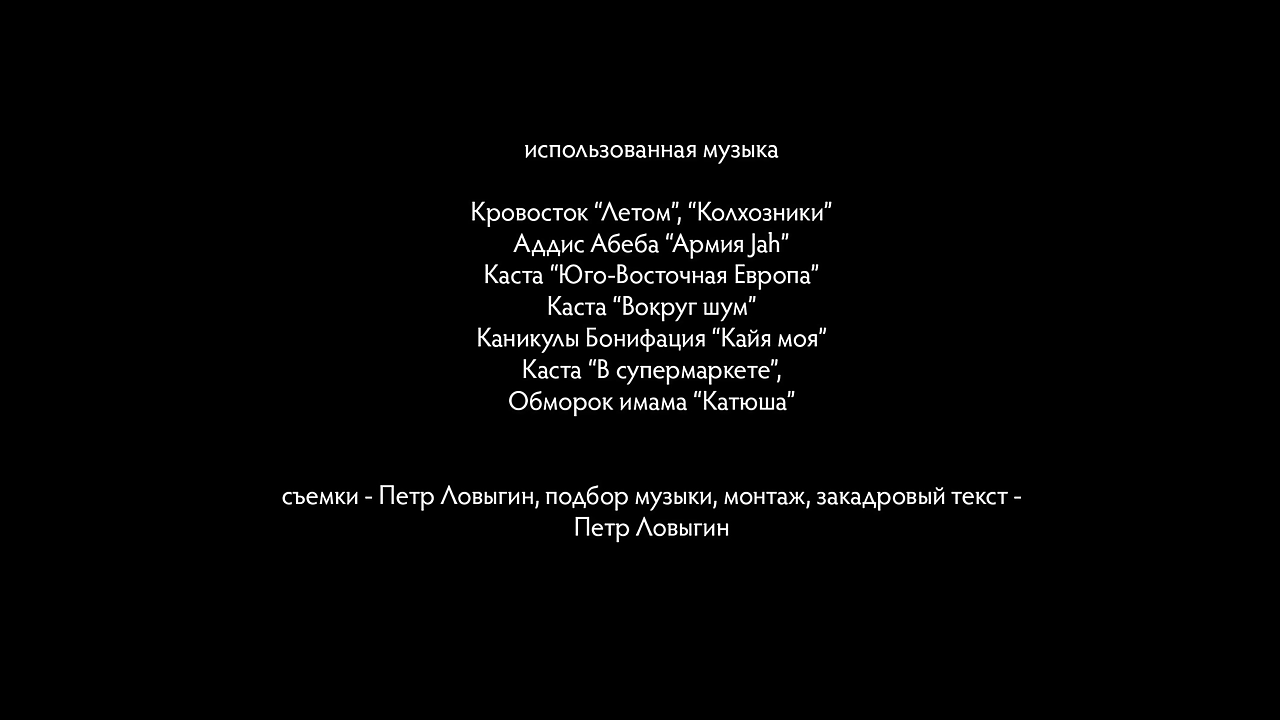 использованная музыка
Кровосток “Летом”, “Колхозники”
Аддис Абеба “Армия Jah”
Каста “Юго-Восточная Европа”
Каста “Вокруг шум”
Каникулы Бонифация “Кайя моя”
Каста “В супермаркете”,
Обморок имама “Катюша”
съемки - Петр Ловыгин, подбор музыки, монтаж, закадровый текст -
Петр Ловыгин